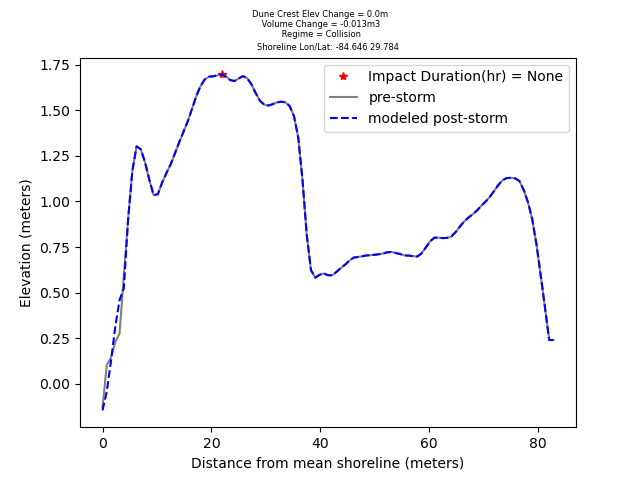 Dune Crest Elev Change = 0.0m
Volume Change = -0.013m3
Regime = Collision
Shoreline Lon/Lat: -84.646 29.784
Impact Duration(hr) = None
pre-storm
modeled post-storm
1.75
1.50
1.25
1.00
0.75
0.50
0.25
0.00
Elevation (meters)
0 20 40 60 80
Distance from mean shoreline (meters)